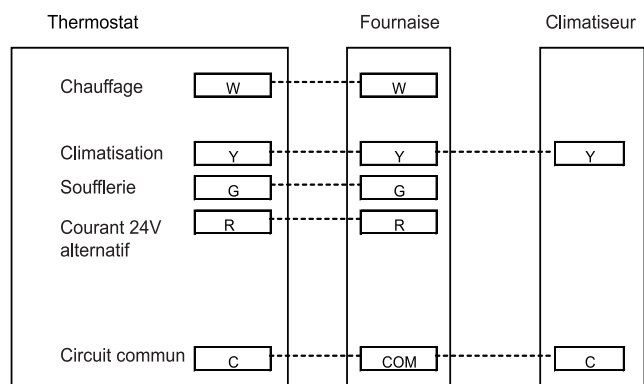 Thermostat Fournaise Climatiseur
Chauffage W W
Climatisation Y Y Y
Soufflerie G G
Courant 24V R R
alternatif
Circuit commun C COM C